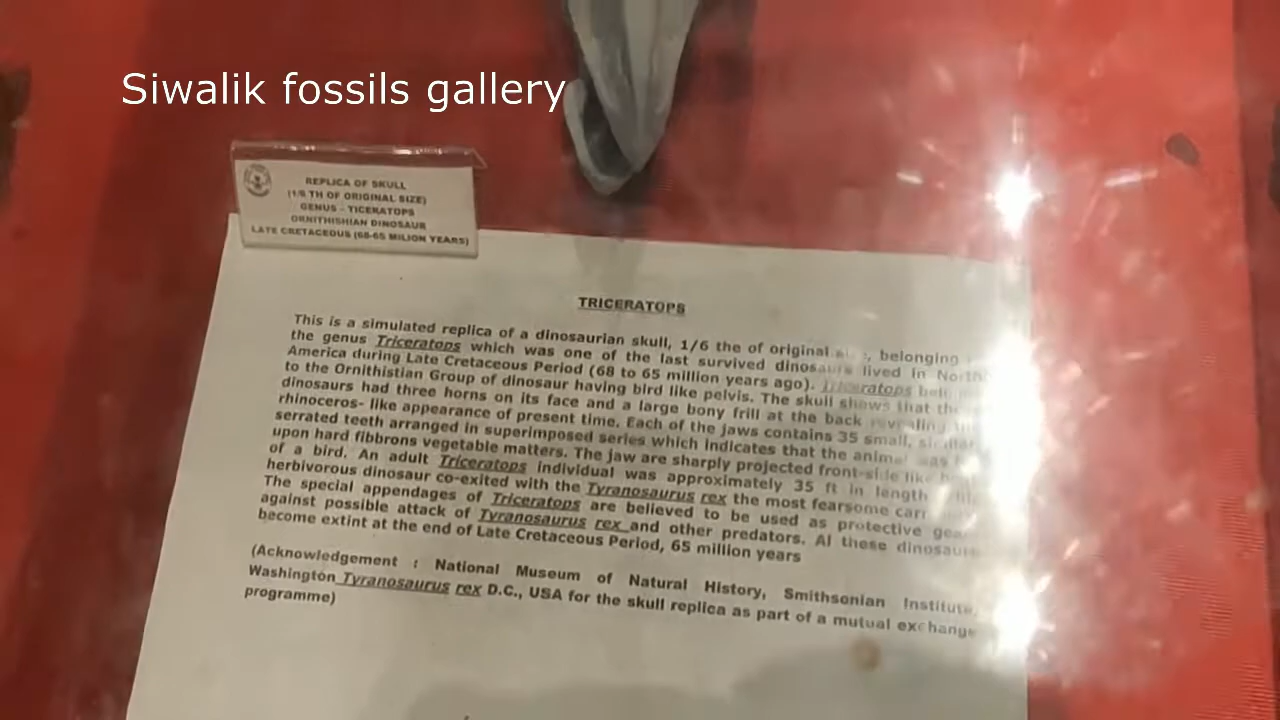 Siwalik fossils gallery
REPLICA OF SKULL
(1/6 TH OF ORIGINAL SIZE)
GENUS - TICERATOPS
ORNITHISHIAN DINOSAUR
LATE CRETACEOUS (68-65 MILION YEARS)
TRICERATOPS
This is a simulated replica of a dinosaurian skull, 1/6 the of original , belonging
the genus Triceratops which was one of the last survived dinosaurs lived in North
America during Late Cretaceous Period (68 to 65 million years ago). Triceratops
to the Ornithistian Group of dinosaur having bird like pelvis. The skull shows that
dinosaurs had three horns on its face and a large bony frill at the back revealing
rhinoceros- like appearance of present time. Each of the jaws contains 35 small,
serrated teeth arranged in superimposed series which indicates that the animal was
upon hard fibbrons vegetable matters. The jaw are sharply projected front-side like
of a bird. An adult Triceratops individual was approximately 35 ft in length
herbivorous dinosaur co-exited with the Tyranosaurus rex the most fearsome
The special appendages of Triceratops are believed to be used as protective
against possible attack of Tyranosaurus rex and other predators. Al these dinosaurs
become extint at the end of Late Cretaceous Period, 65 million years
(Acknowledgement : National Museum of Natural History, Smithsonian Institute,
Washington Tyranosaurus rex D.C., USA for the skull replica as part of a mutual exchange
programme)